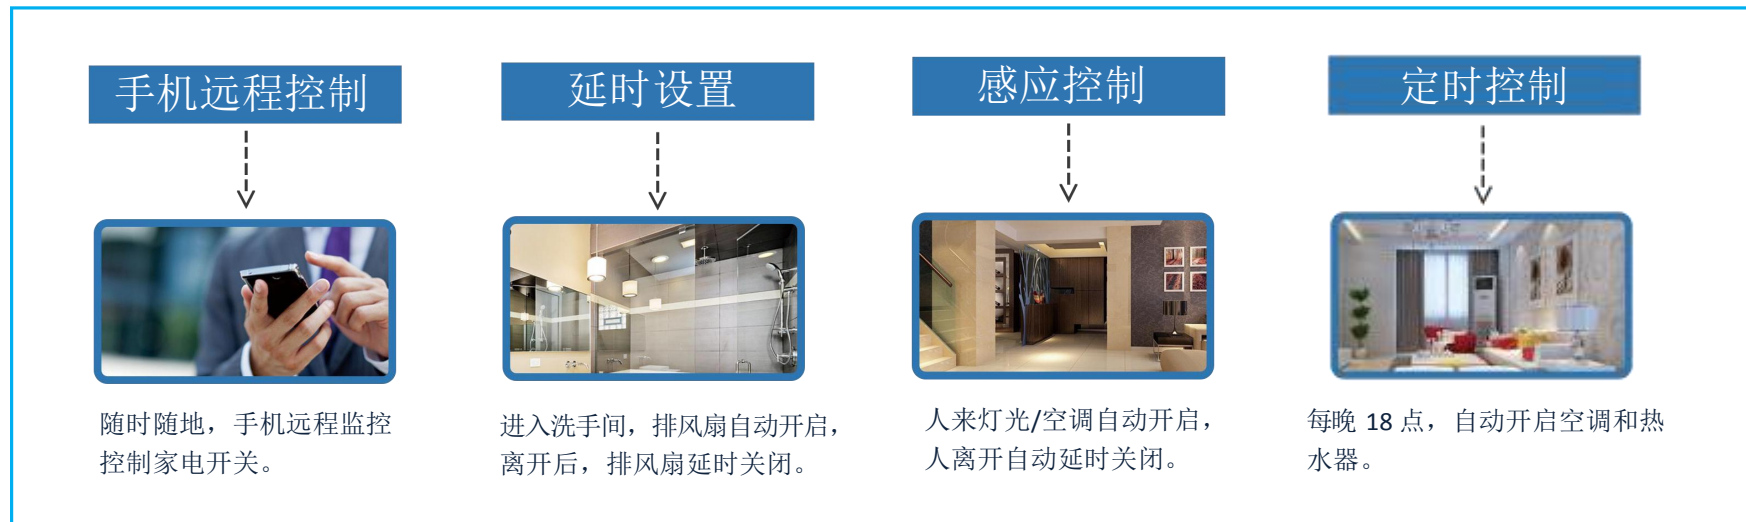 手机远程控制
延时设置
感应控制
定时控制
随时随地，手机远程监控
控制家电开关。
进入洗手间，排风扇自动开启，
离开后，排风扇延时关闭。
人来灯光/空调自动开启，
人离开自动延时关闭。
每晚 18 点，自动开启空调和热
水器。